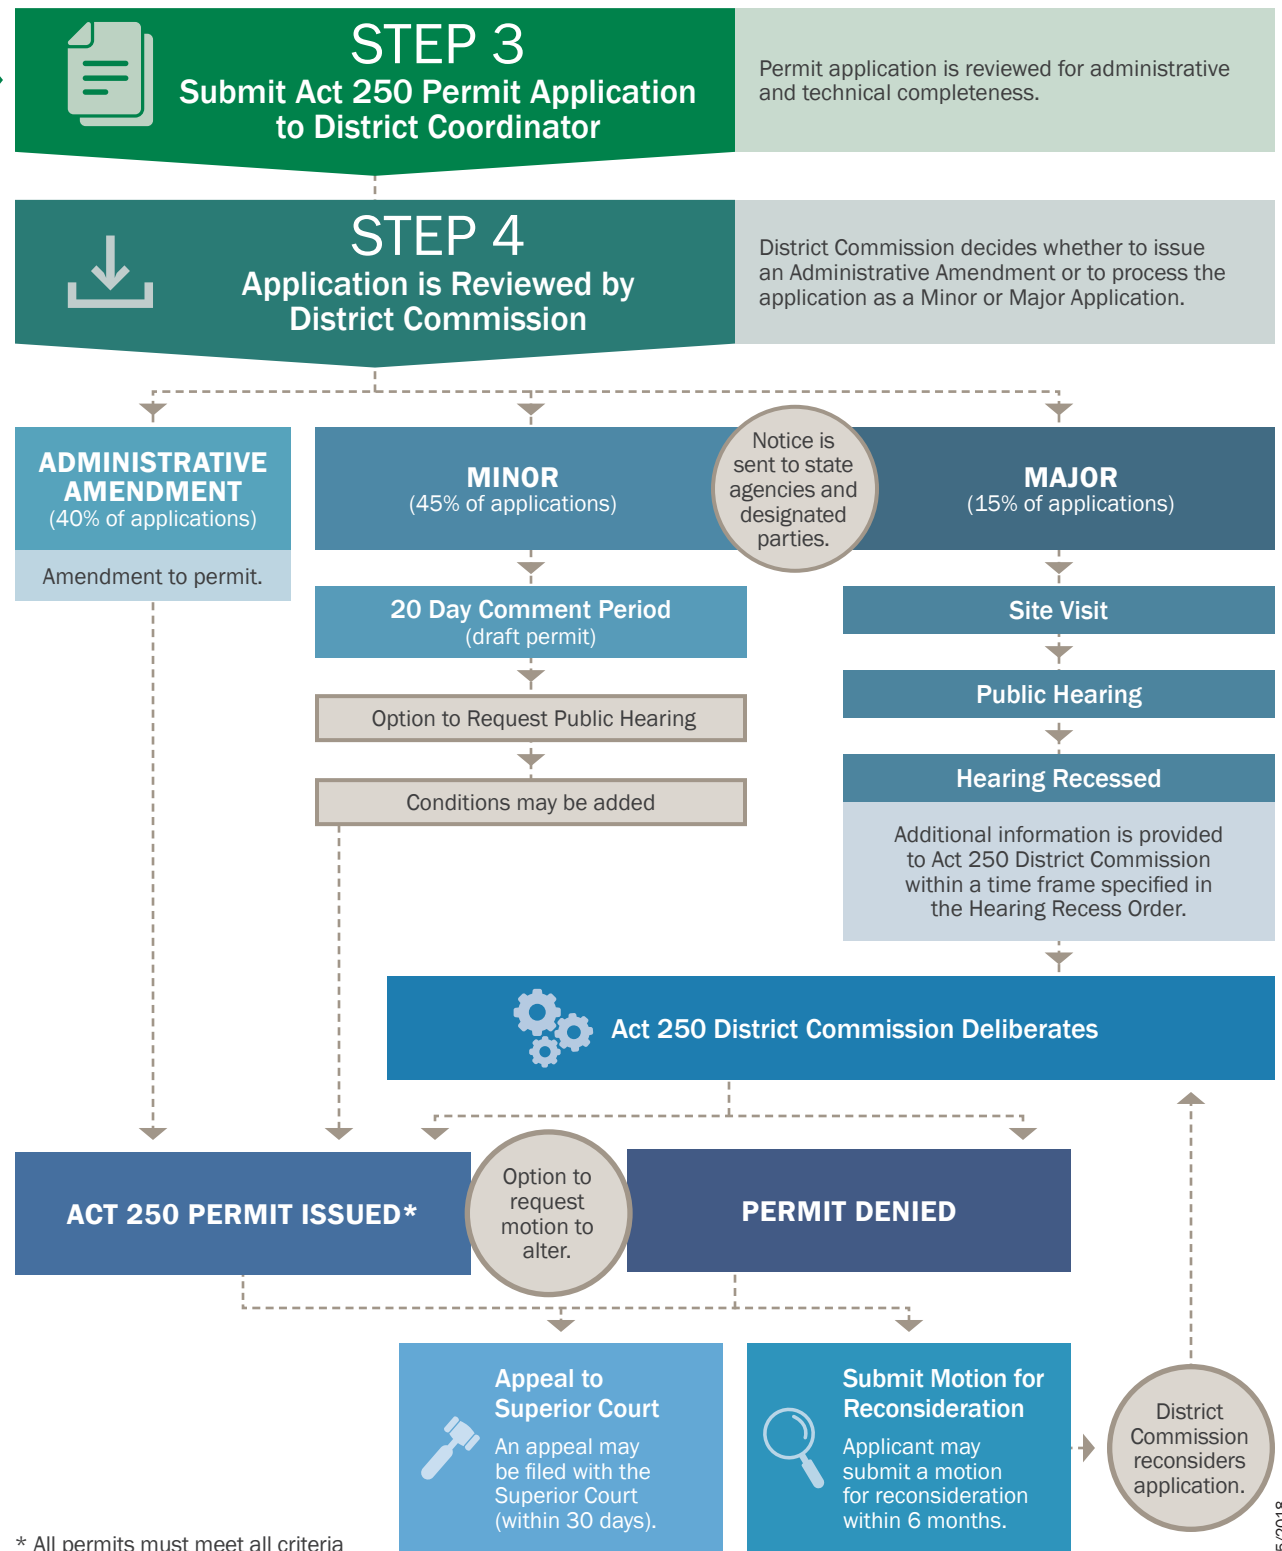 STEP 3
Submit Act 250 Permit Application
to District Coordinator
Permit application is reviewed for administrative
and technical completeness.
STEP 4
Application is Reviewed by
District Commission
District Commission decides whether to issue
an Administrative Amendment or to process the
application as a Minor or Major Application.
ADMINISTRATIVE
AMENDMENT
(40% of applications)
Amendment to permit.
MINOR
(45% of applications)
Notice is
sent to state
agencies and
designated
parties.
MAJOR
(15% of applications)
20 Day Comment Period
(draft permit)
Option to Request Public Hearing
Conditions may be added
Site Visit
Public Hearing
Hearing Recessed
Additional information is provided
to Act 250 District Commission
within a time frame specified in
the Hearing Recess Order.
Act 250 District Commission Deliberates
ACT 250 PERMIT ISSUED*
Option to
request
motion to
alter.
PERMIT DENIED
Appeal to
Superior Court
An appeal may
be filed with the
Superior Court
(within 30 days).
Submit Motion for
Reconsideration
Applicant may
submit a motion
for reconsideration
within 6 months.
District
Commission
reconsiders
application.
* All permits must meet all criteria
5/2018